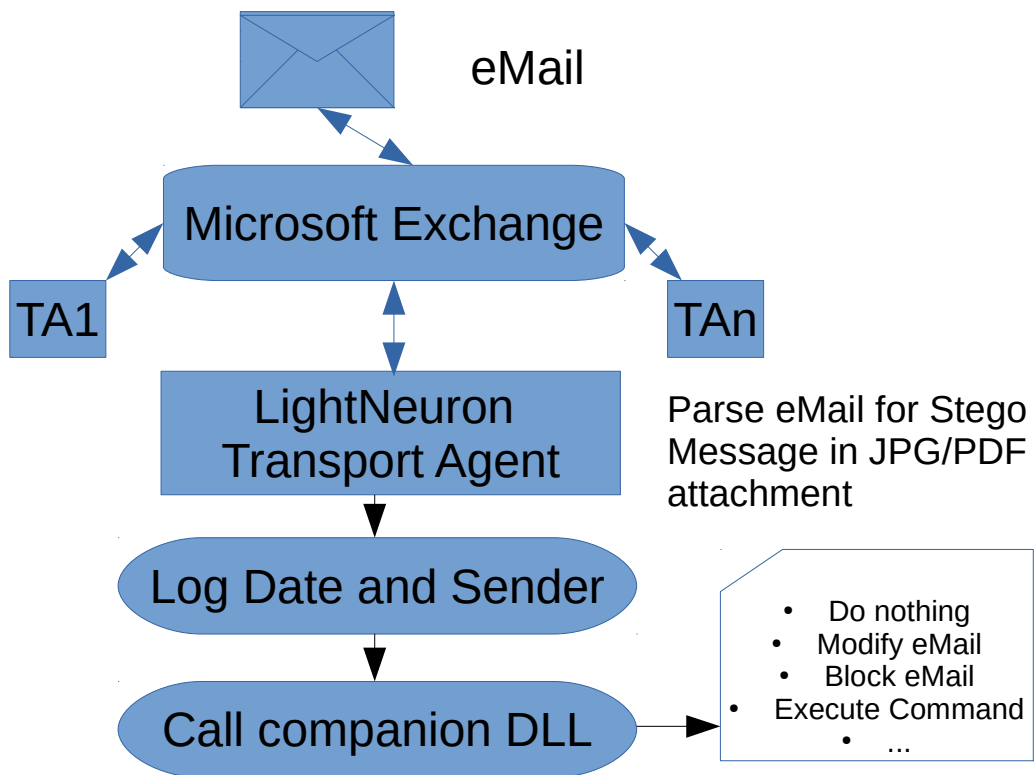 eMail
Microsoft Exchange
TA1
TAn
LightNeuron
Transport Agent
Parse eMail for Stego
Message in JPG/PDF
attachment
Log Date and Sender
Call companion DLL
• Do nothing
• Modify eMail
• Block eMail
• Execute Command
• ...